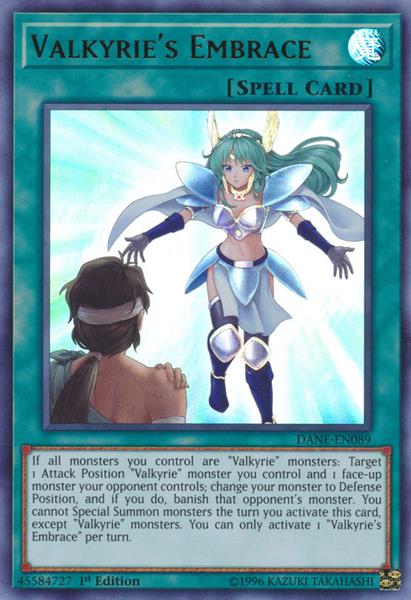 Valkyrie's Embrace
[Spell Card]
DANE-EN089
If all monsters you control are "Valkyrie" monsters: Target
1 Attack Position "Valkyrie" monster you control and 1 face-up
monster your opponent controls; change your monster to Defense
Position, and if you do, banish that opponent's monster. You
cannot Special Summon monsters the turn you activate this card,
except "Valkyrie" monsters. You can only activate 1 "Valkyrie's
Embrace" per turn.
45584727 1st Edition ©1996 KAZUKI TAKAHASHI